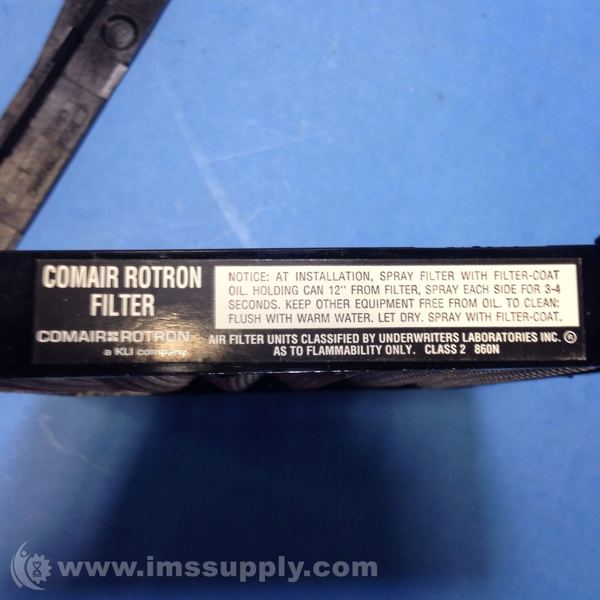 COMAIR ROTRON
FILTER
COMAIR ROTRON
a KLI company
NOTICE: AT INSTALLATION, SPRAY FILTER WITH FILTER-COAT
OIL. HOLDING CAN 12" FROM FILTER, SPRAY EACH SIDE FOR 3-4
SECONDS. KEEP OTHER EQUIPMENT FREE FROM OIL. TO CLEAN:
FLUSH WITH WARM WATER. LET DRY. SPRAY WITH FILTER-COAT.
AIR FILTER UNITS CLASSIFIED BY UNDERWRITERS LABORATORIES INC. ®
AS TO FLAMMABILITY ONLY. CLASS 2 860N
www.imssupply.com